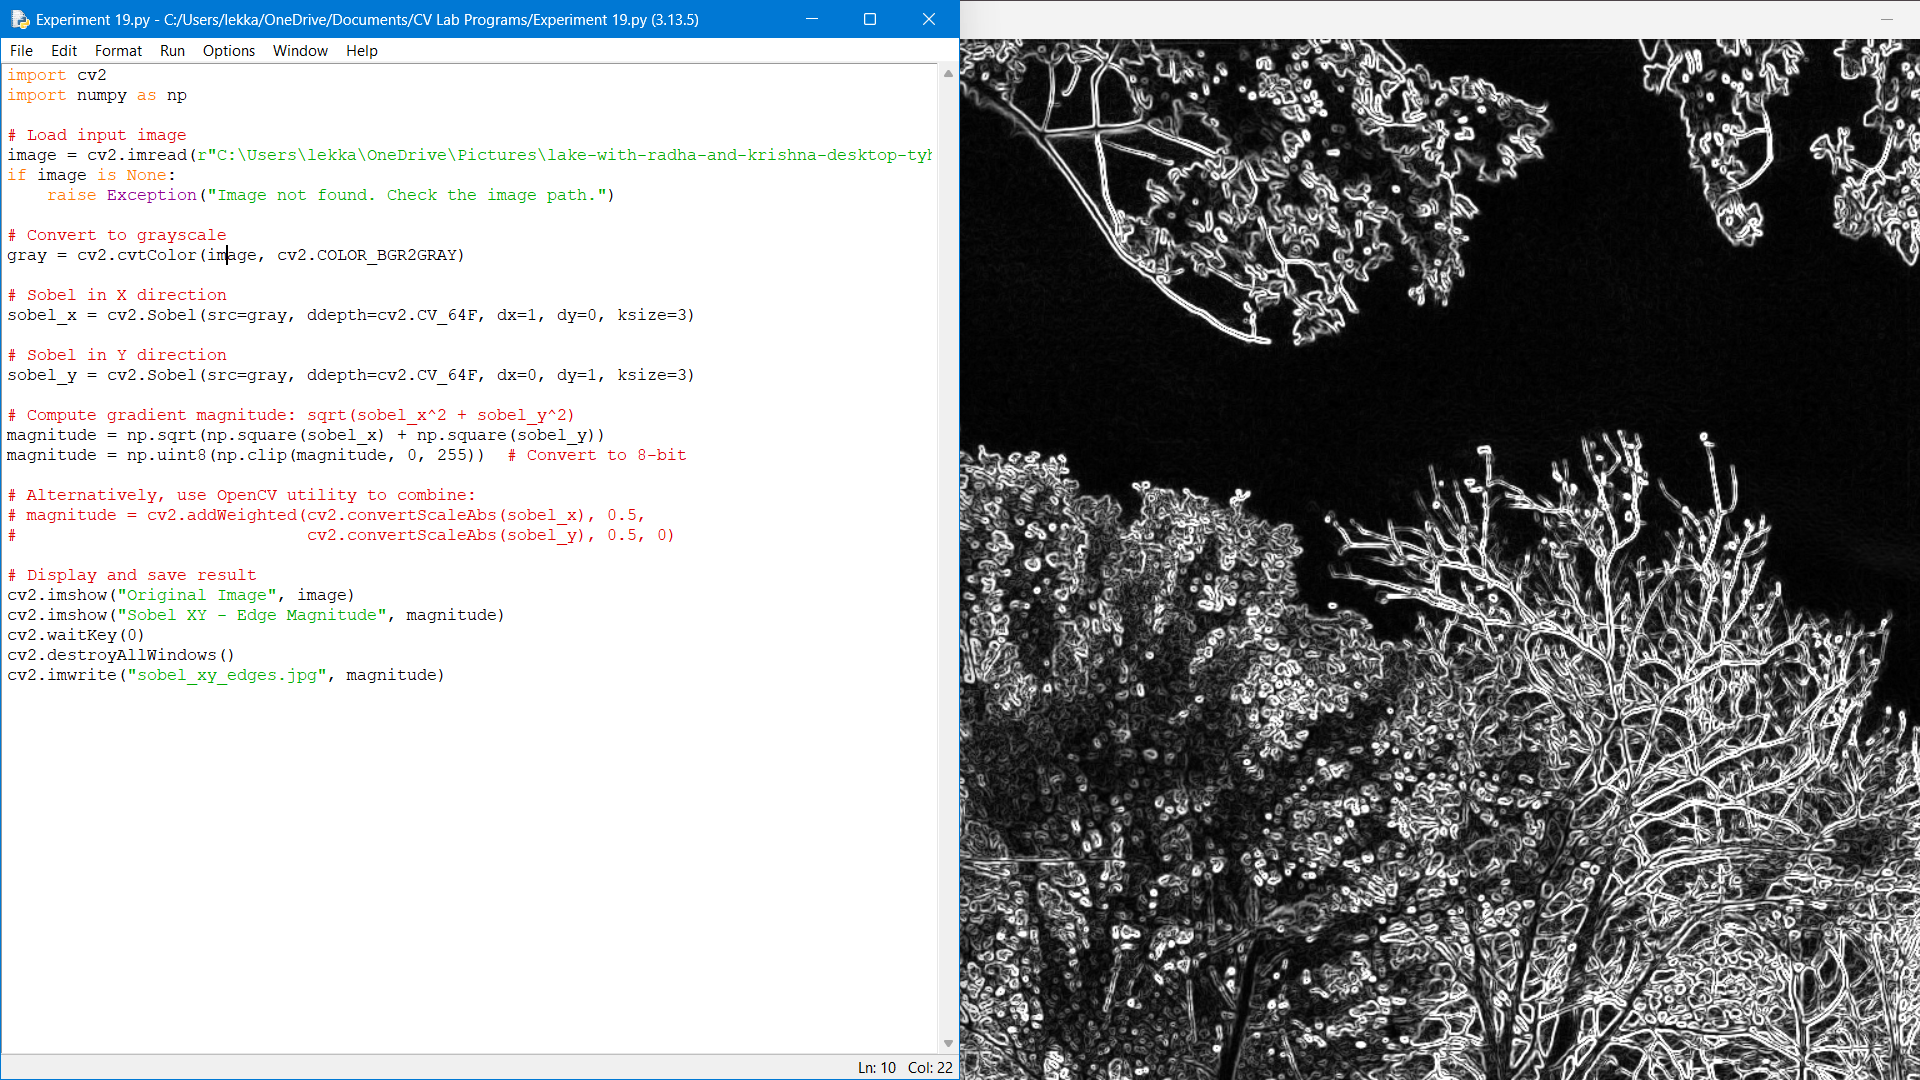 Experiment 19.py - C:/Users/lekka/OneDrive/Documents/CV Lab Programs/Experiment 19.py (3.13.5)
File Edit Format Run Options Window Help
import cv2
import numpy as np
# Load input image
image = cv2.imread(r"C:\Users\lekka\OneDrive\Pictures\lake-with-radha-and-krishna-desktop-tyh
if image is None:
    raise Exception("Image not found. Check the image path.")
# Convert to grayscale
gray = cv2.cvtColor(image, cv2.COLOR_BGR2GRAY)
# Sobel in X direction
sobel_x = cv2.Sobel(src=gray, ddepth=cv2.CV_64F, dx=1, dy=0, ksize=3)
# Sobel in Y direction
sobel_y = cv2.Sobel(src=gray, ddepth=cv2.CV_64F, dx=0, dy=1, ksize=3)
# Compute gradient magnitude: sqrt(sobel_x^2 + sobel_y^2)
magnitude = np.sqrt(np.square(sobel_x) + np.square(sobel_y))
magnitude = np.uint8(np.clip(magnitude, 0, 255))  # Convert to 8-bit
# Alternatively, use OpenCV utility to combine:
# magnitude = cv2.addWeighted(cv2.convertScaleAbs(sobel_x), 0.5,
#                             cv2.convertScaleAbs(sobel_y), 0.5, 0)
# Display and save result
cv2.imshow("Original Image", image)
cv2.imshow("Sobel XY - Edge Magnitude", magnitude)
cv2.waitKey(0)
cv2.destroyAllWindows()
cv2.imwrite("sobel_xy_edges.jpg", magnitude)
Ln: 10 Col: 22